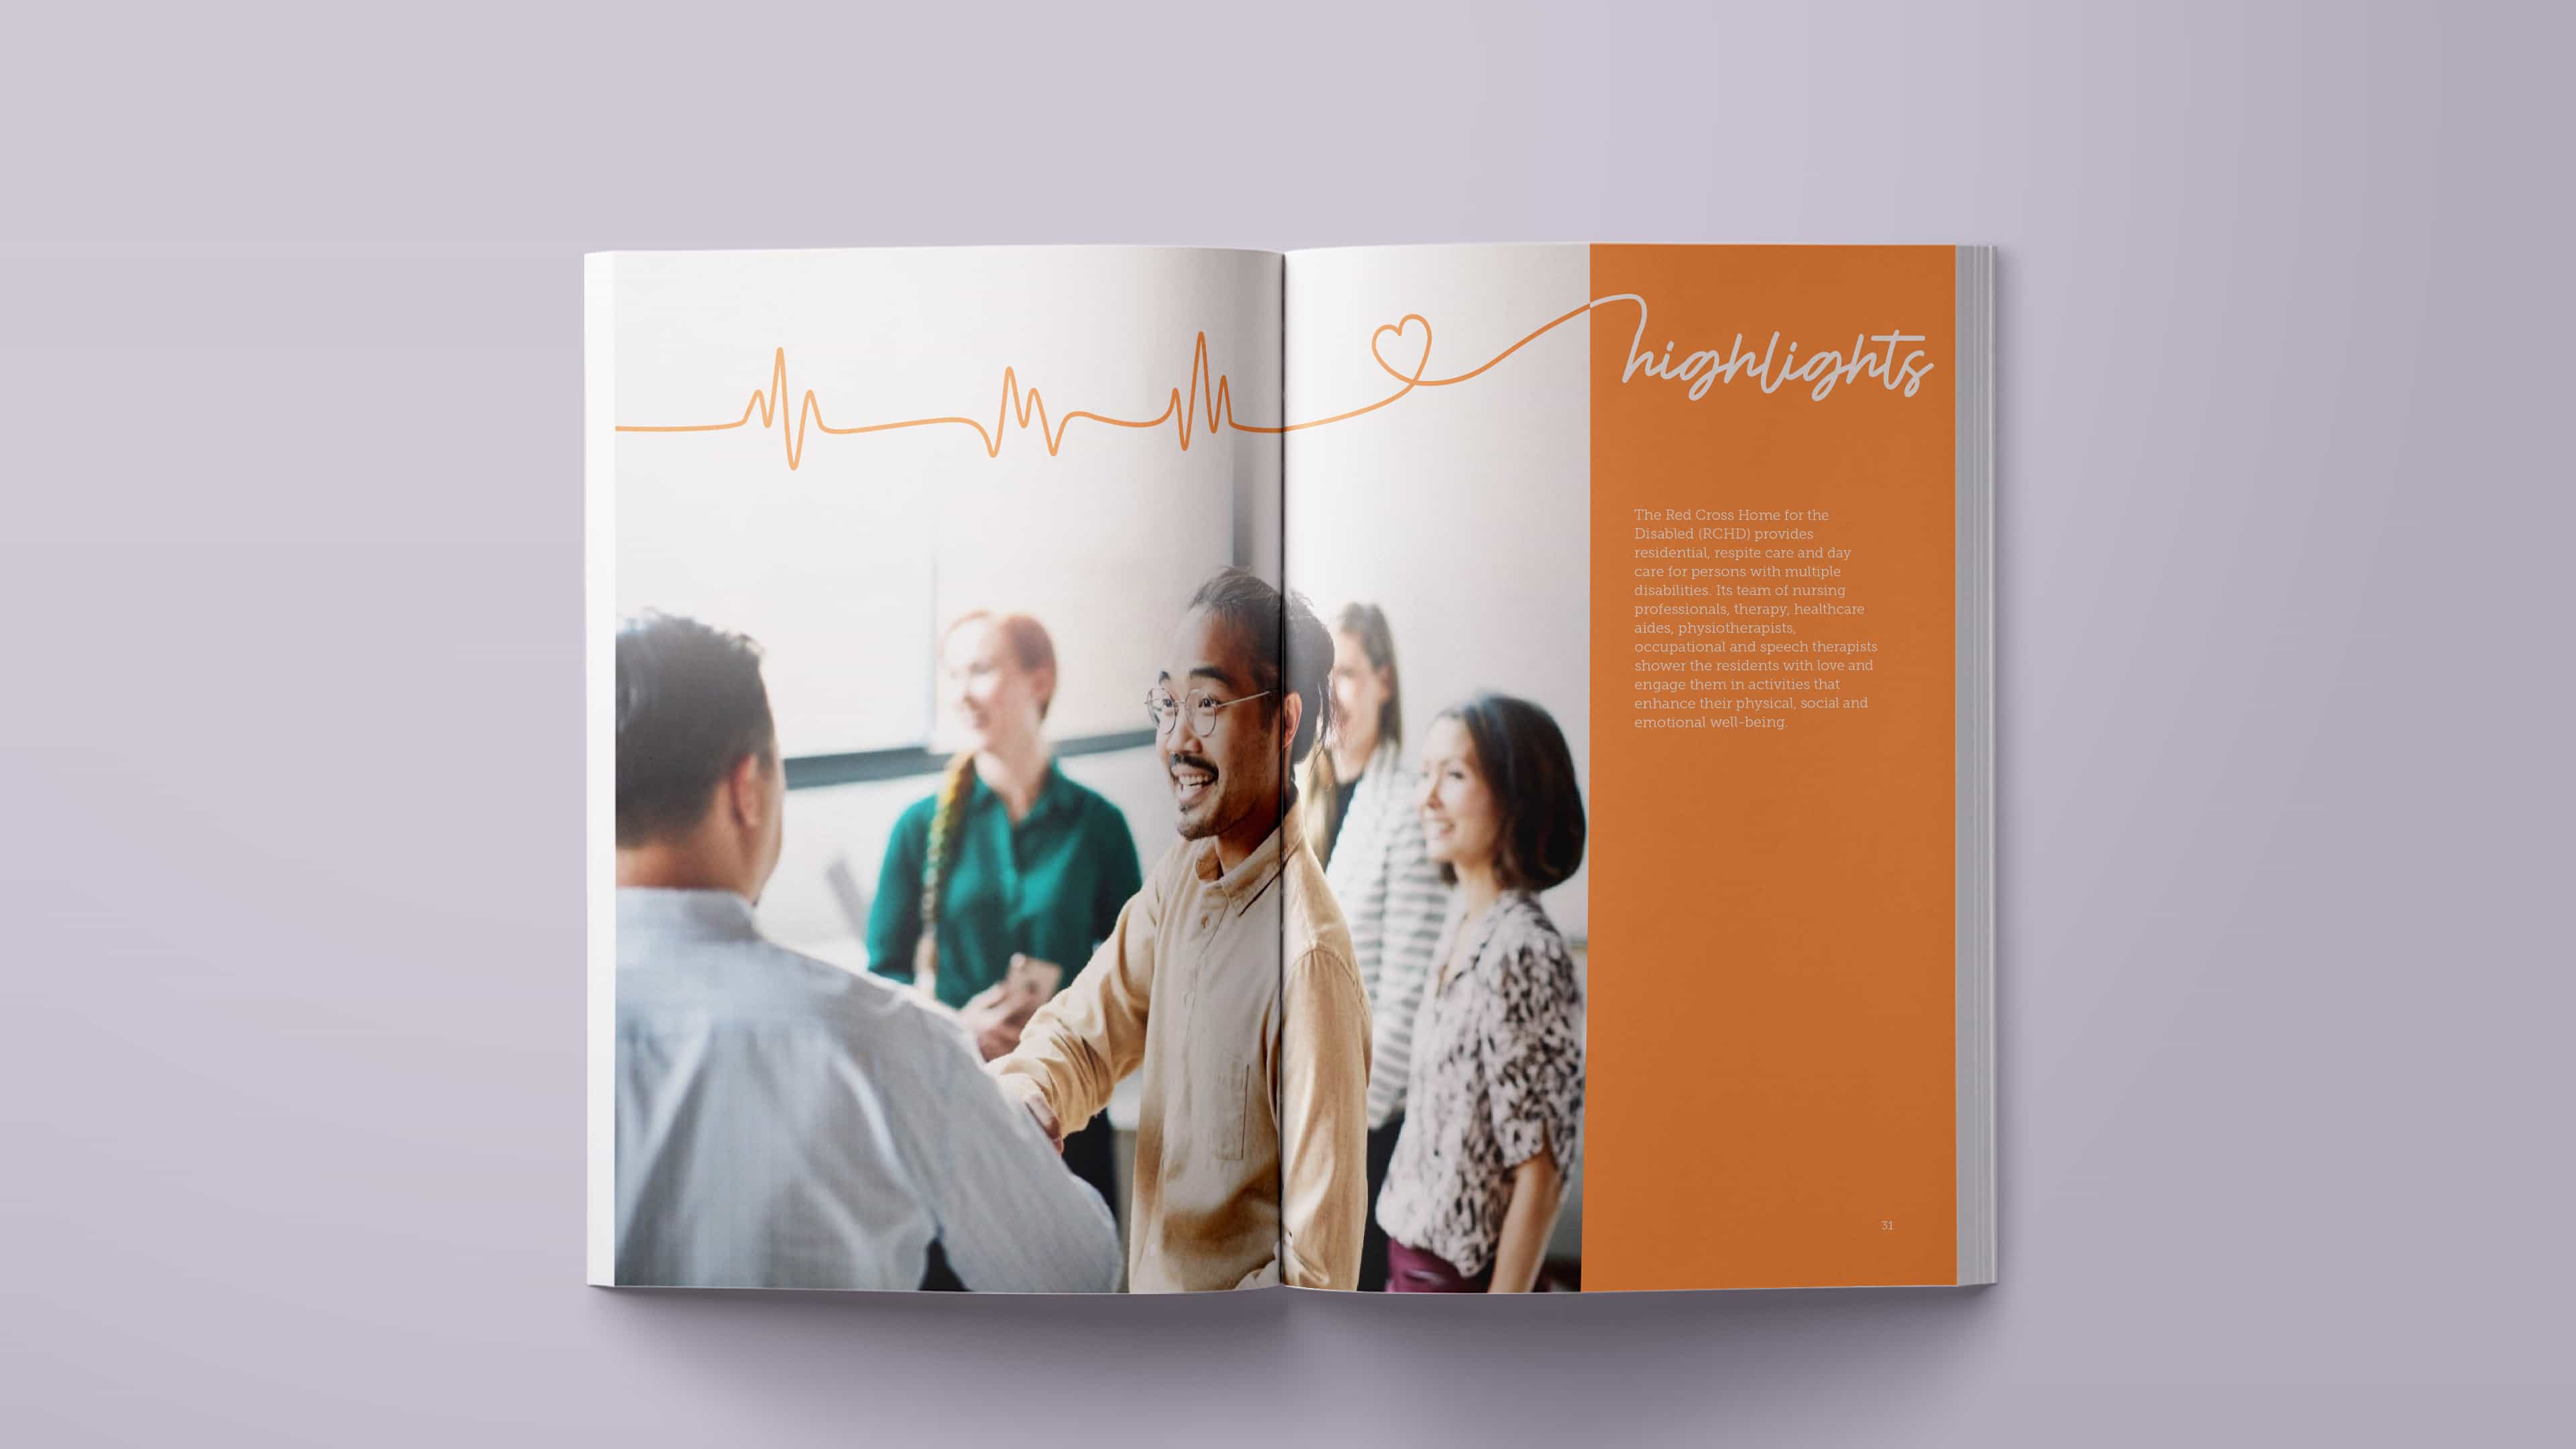 highlights
The Red Cross Home for the
Disabled (RCHD) provides
residential, respite care and day
care for persons with multiple
disabilities. Its team of nursing
professionals, therapy, healthcare
aides, physiotherapists,
occupational and speech therapists
shower the residents with love and
engage them in activities that
enhance their physical, social and
emotional well-being.
31